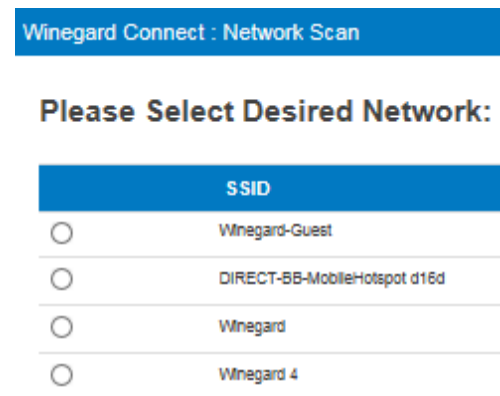 Winegard Connect : Network Scan
Please Select Desired Network:
SSID
Winegard-Guest
DIRECT-BB-MobileHotspot d16d
Winegard
Winegard 4